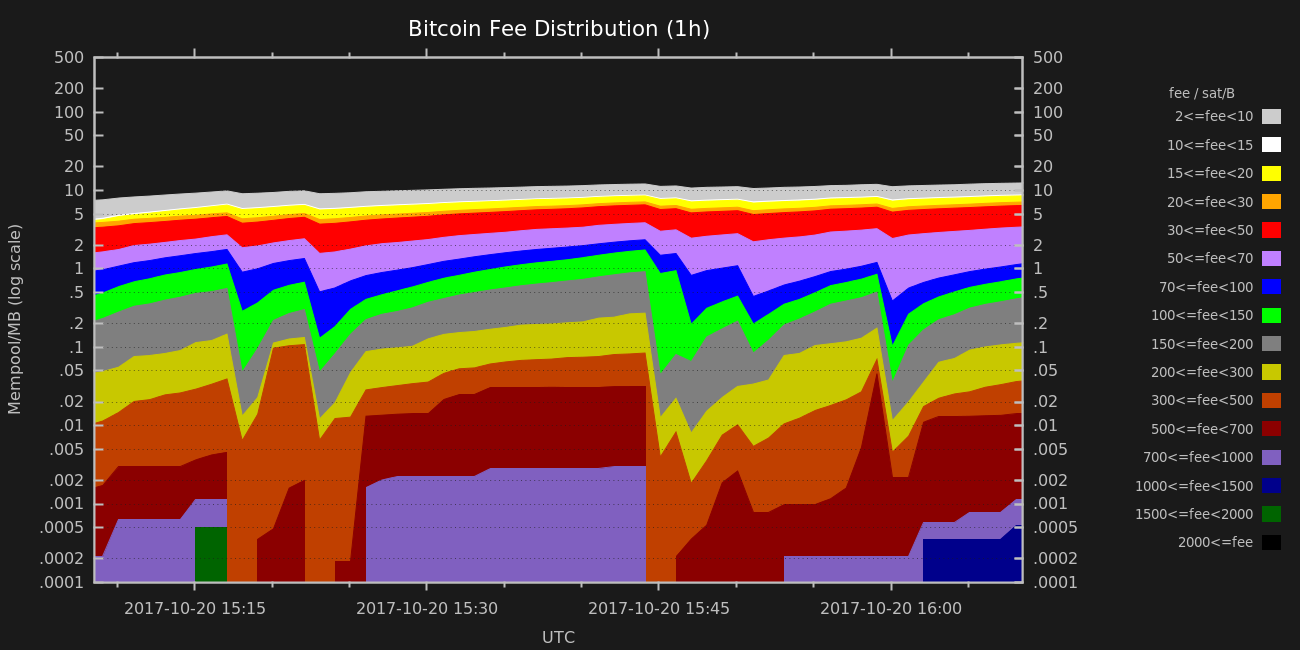 Bitcoin Fee Distribution (1h)
500
200
100
50
20
10
5
2
1
.5
.2
.1
.05
.02
.01
.005
.002
.001
.0005
.0002
.0001
Mempool/MB (log scale)
500
200
100
50
20
10
5
2
1
.5
.2
.1
.05
.02
.01
.005
.002
.001
.0005
.0002
.0001
2017-10-20 15:15
2017-10-20 15:30
2017-10-20 15:45
2017-10-20 16:00
UTC
fee / sat/B
2<=fee<10
10<=fee<15
15<=fee<20
20<=fee<30
30<=fee<50
50<=fee<70
70<=fee<100
100<=fee<150
150<=fee<200
200<=fee<300
300<=fee<500
500<=fee<700
700<=fee<1000
1000<=fee<1500
1500<=fee<2000
2000<=fee